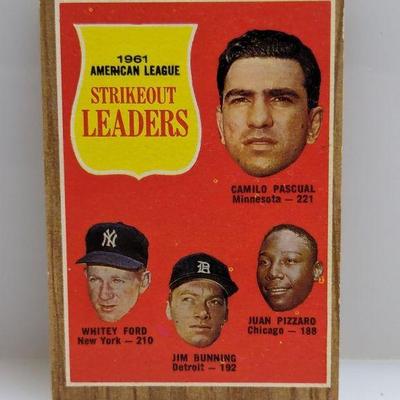 1961
AMERICAN LEAGUE
STRIKEOUT
LEADERS
CAMILO PASCUAL
Minnesota — 221
NY
D
WHITEY FORD
New York — 210
JIM BUNNING
Detroit — 192
JUAN PIZZARO
Chicago — 188